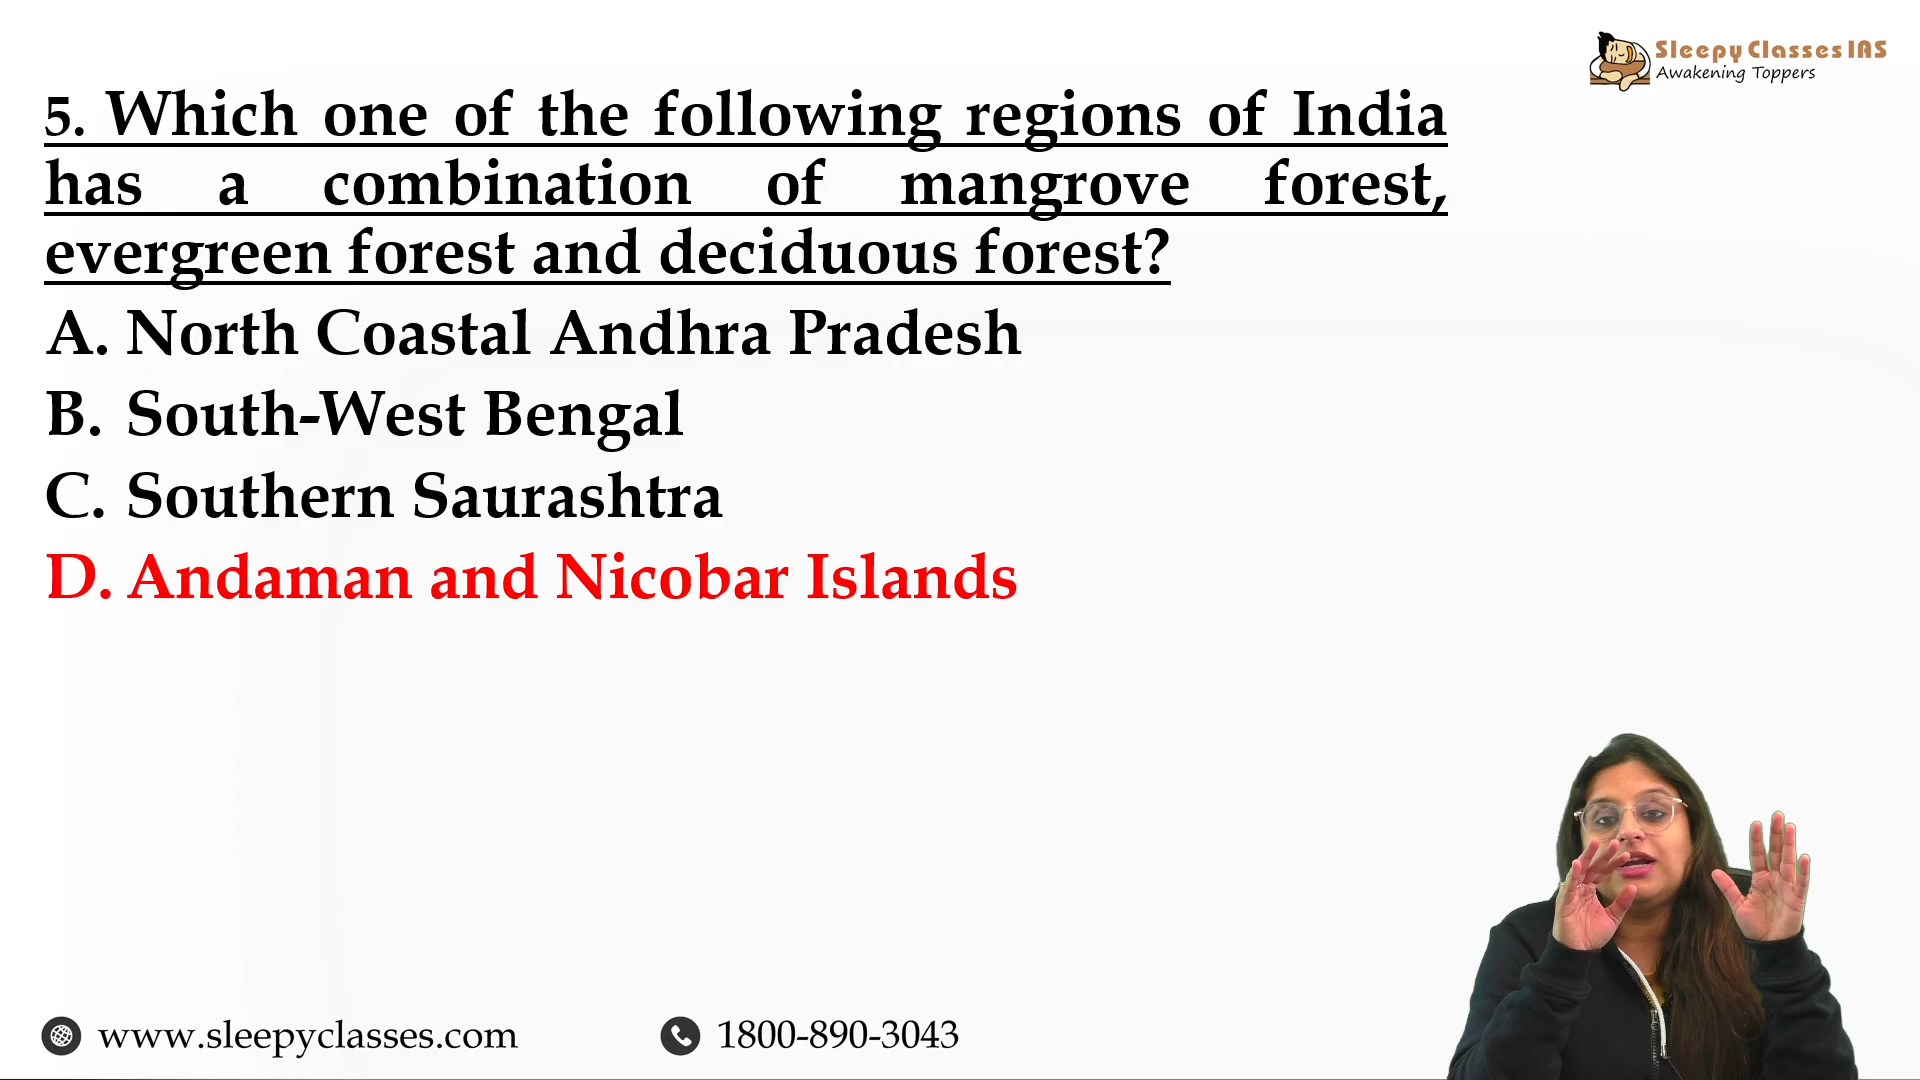 Sleepy Classes IAS
Awakening Toppers
5. Which one of the following regions of India
has a combination of mangrove forest,
evergreen forest and deciduous forest?
A. North Coastal Andhra Pradesh
B. South-West Bengal
C. Southern Saurashtra
D. Andaman and Nicobar Islands
www.sleepyclasses.com
1800-890-3043